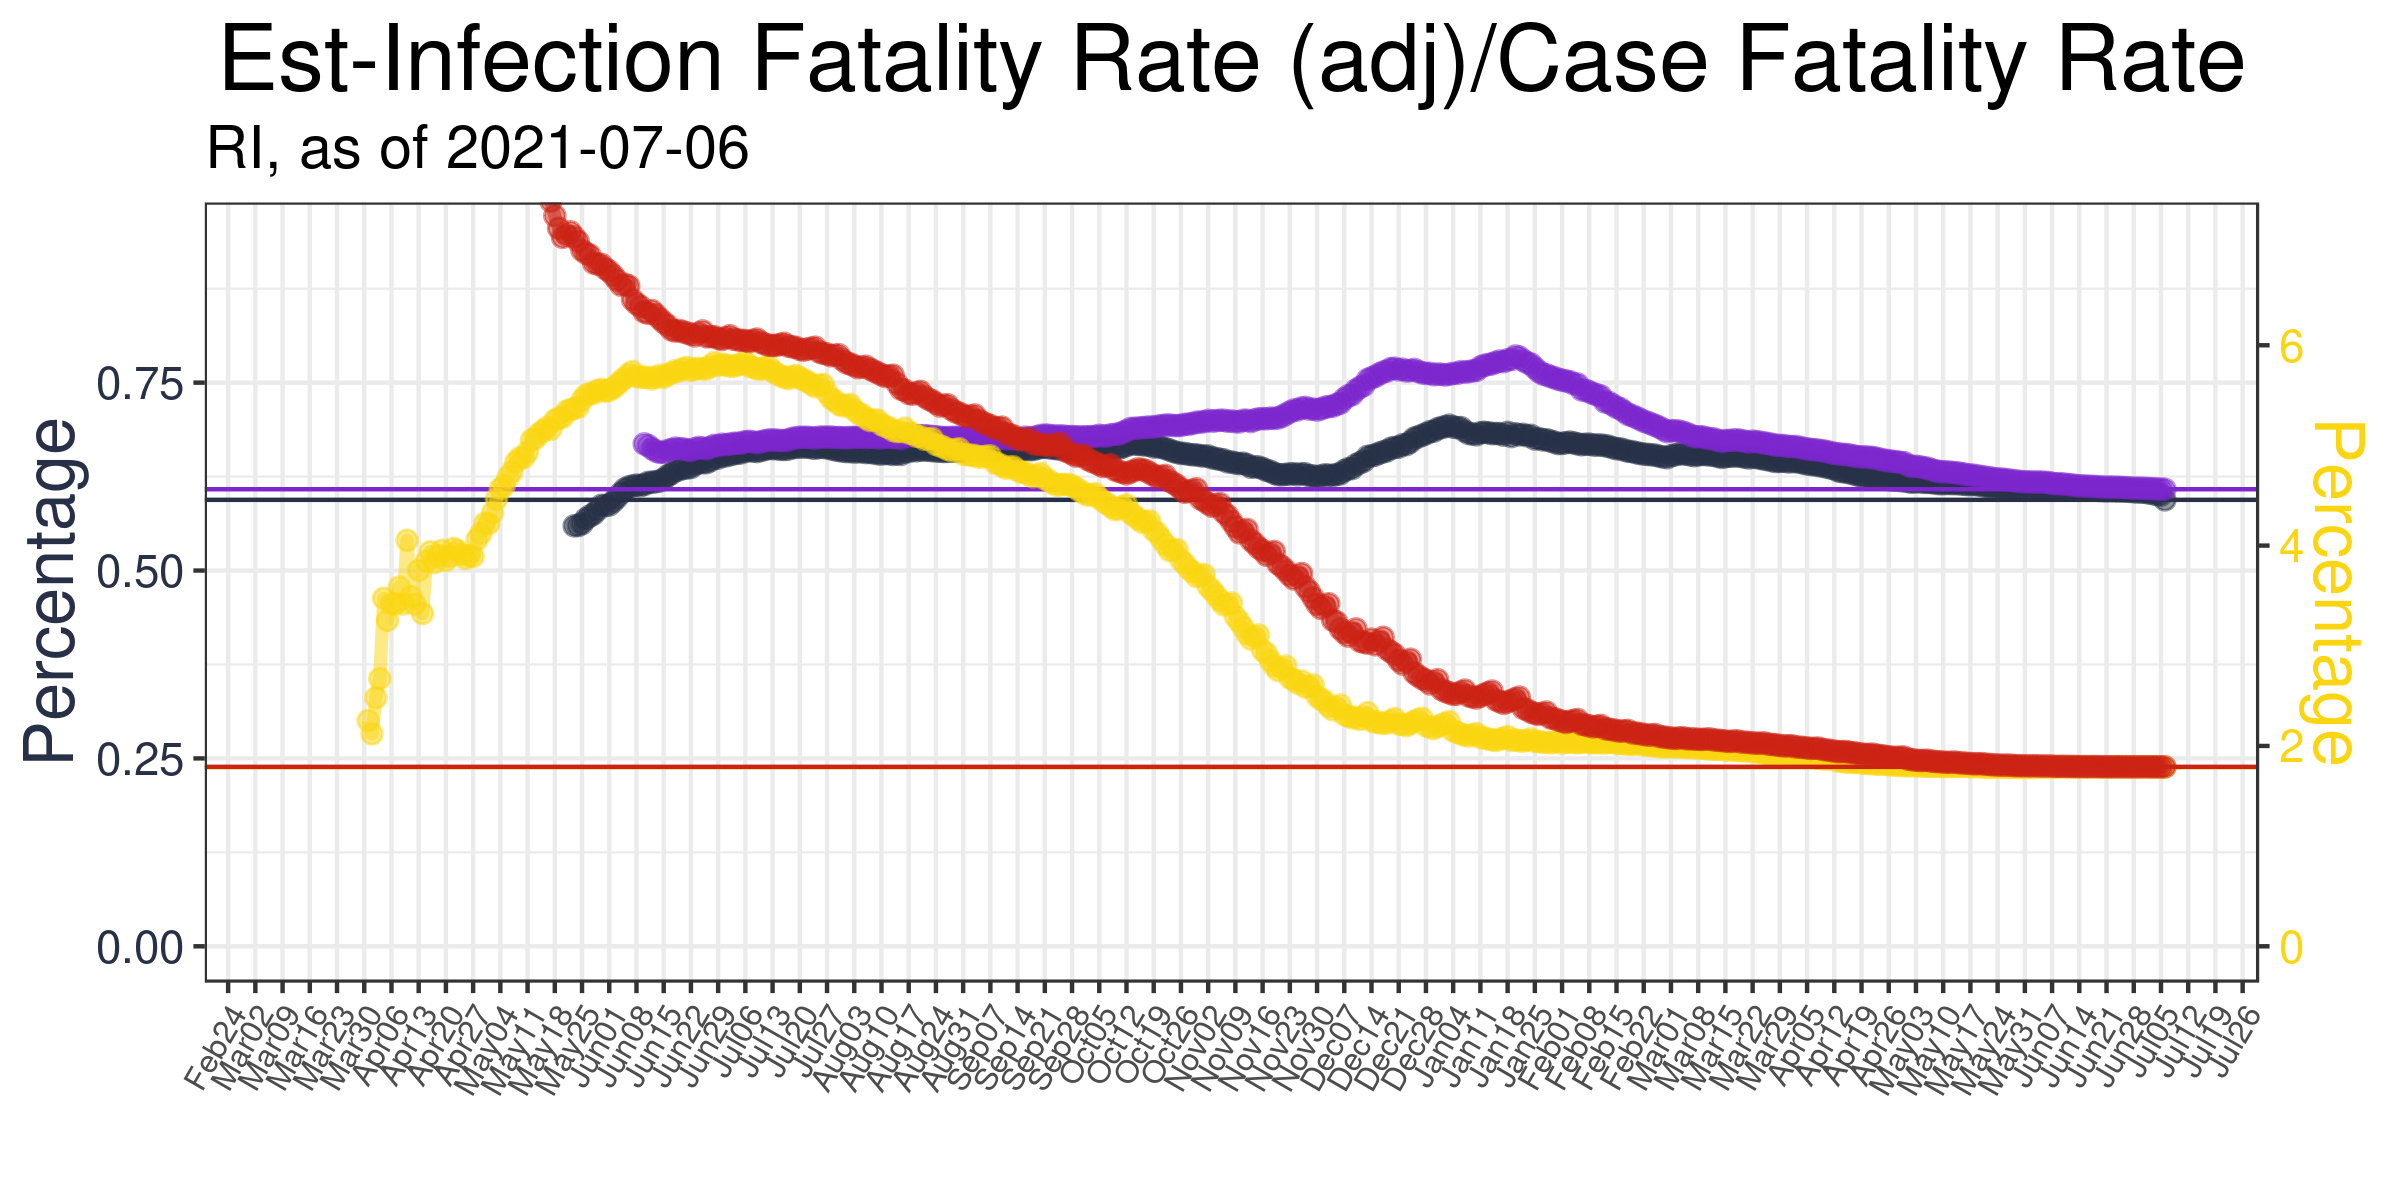 Est-Infection Fatality Rate (adj)/Case Fatality Rate
RI, as of 2021-07-06
Percentage
0.75
0.50
0.25
0.00
6
4
2
0
Percentage
Feb24
Mar02
Mar09
Mar16
Mar23
Mar30
Apr06
Apr13
Apr20
Apr27
May04
May11
May18
May25
Jun01
Jun08
Jun15
Jun22
Jun29
Jul06
Jul13
Jul20
Jul27
Aug03
Aug10
Aug17
Aug24
Aug31
Sep07
Sep14
Sep21
Sep28
Oct05
Oct12
Oct19
Oct26
Nov02
Nov09
Nov16
Nov23
Nov30
Dec07
Dec14
Dec21
Dec28
Jan04
Jan11
Jan18
Jan25
Feb01
Feb08
Feb15
Feb22
Mar01
Mar08
Mar15
Mar22
Mar29
Apr05
Apr12
Apr19
Apr26
May03
May10
May17
May24
May31
Jun07
Jun14
Jun21
Jun28
Jul05
Jul12
Jul19
Jul26